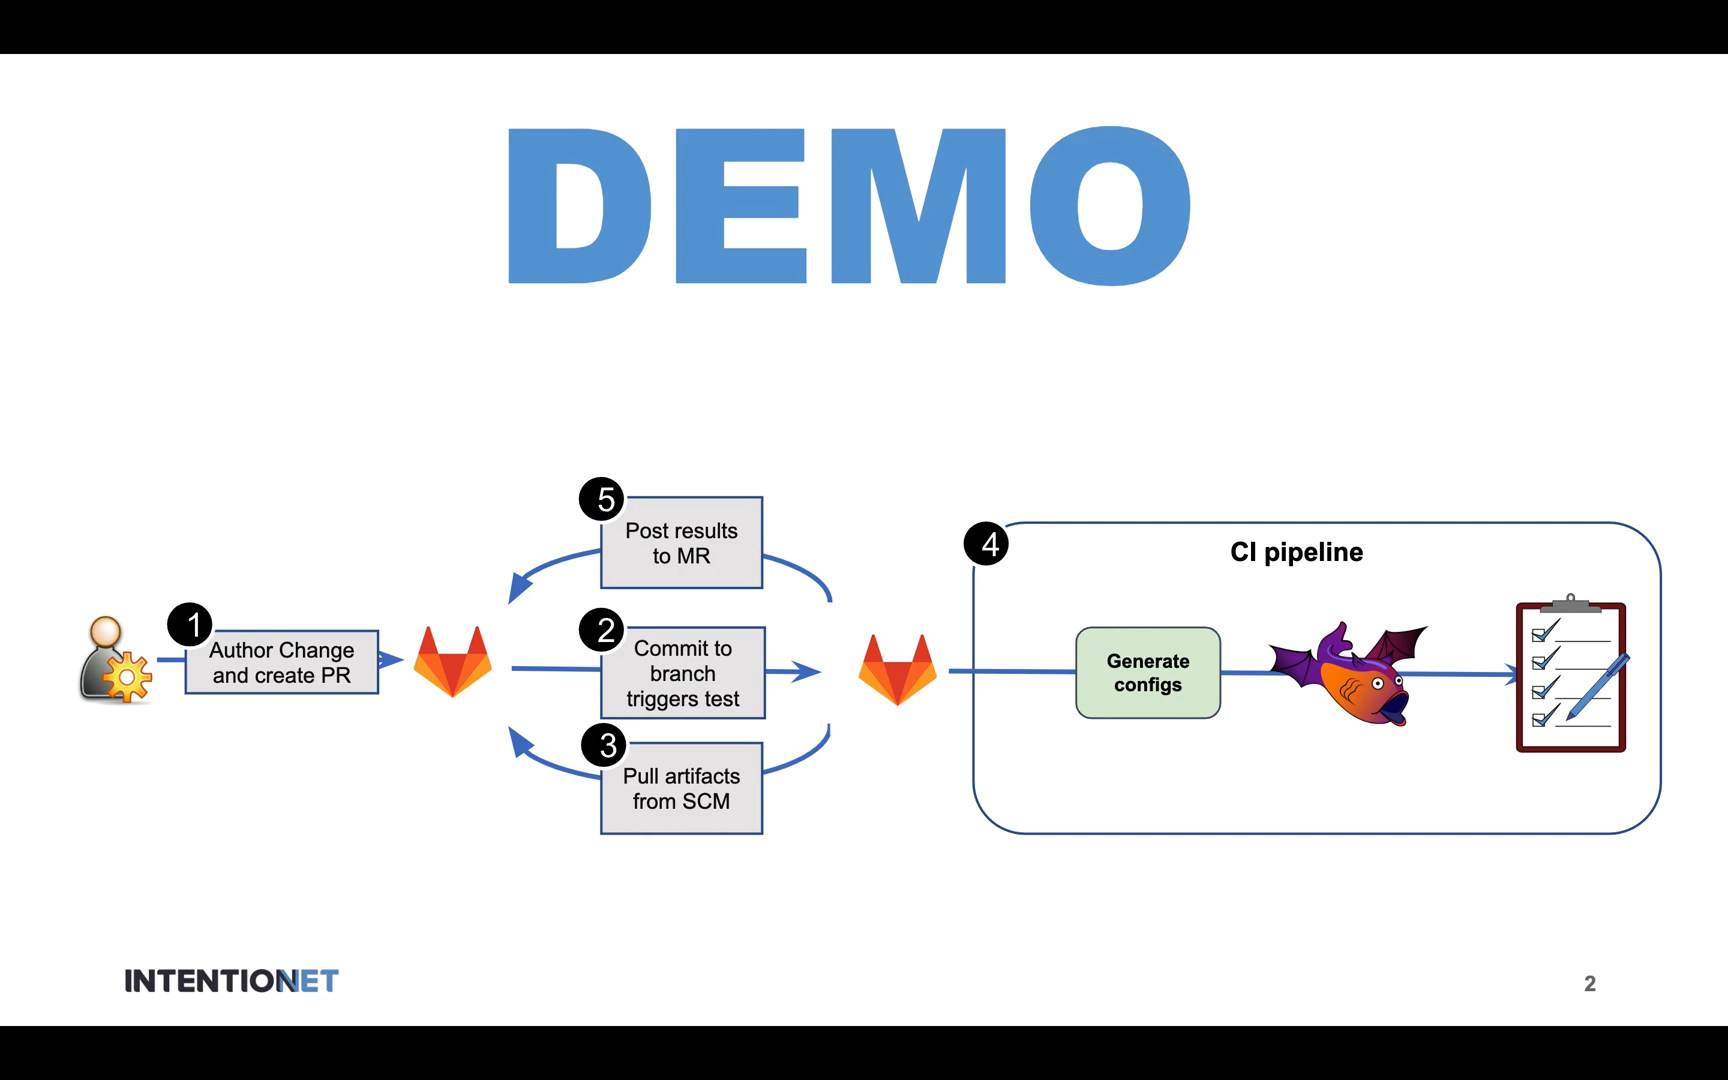 DEMO
1
Author Change
and create PR
5
Post results
to MR
2
Commit to
branch
triggers test
3
Pull artifacts
from SCM
4
CI pipeline
Generate
configs
INTENTIONET
2